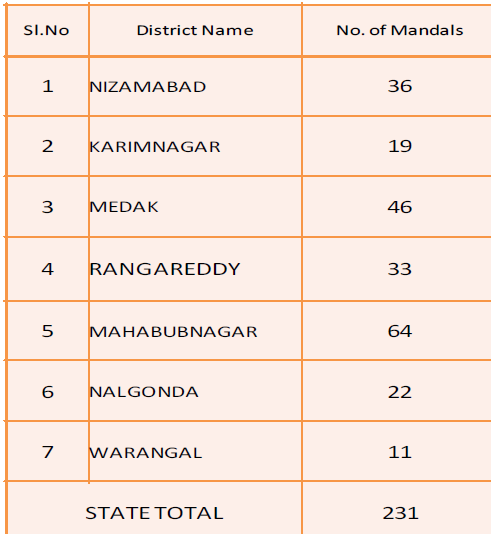 Sl.No District Name No. of Mandals
1 NIZAMABAD 36
2 KARIMNAGAR 19
3 MEDAK 46
4 RANGAREDDY 33
5 MAHABUBNAGAR 64
6 NALGONDA 22
7 WARANGAL 11
STATE TOTAL 231